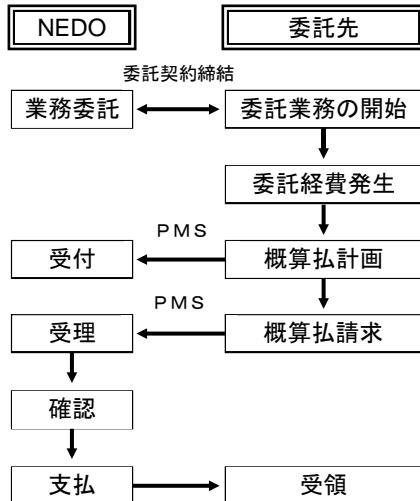 NEDO
委託先
委託契約締結
業務委託
委託業務の開始
委託経費発生
ＰＭＳ
受付
概算払計画
ＰＭＳ
受理
概算払請求
確認
支払
受領